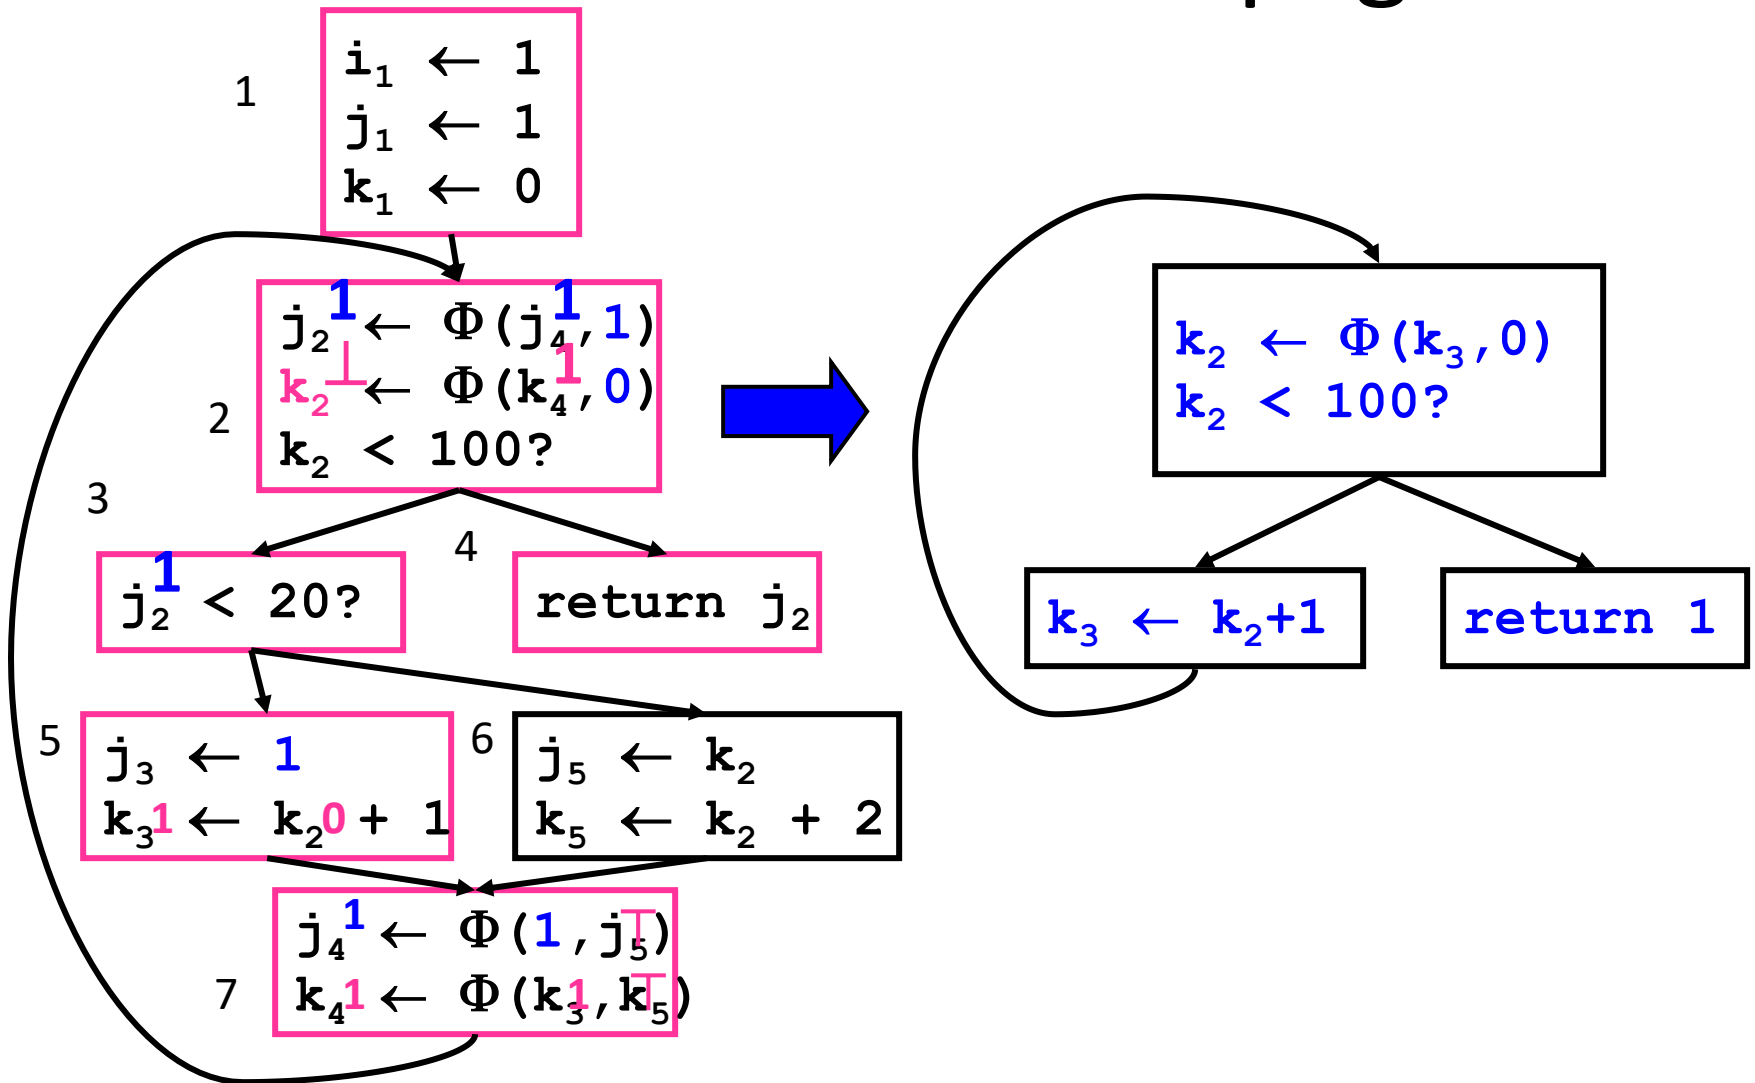 1
i₁ ← 1
j₁ ← 1
k₁ ← 0
2
j₂ 1 ← Φ(j₄ 1,1)
k₂ ⊥ ← Φ(k₄ 1,0)
k₂ < 100?
3
j₂ 1 < 20?
4
return j₂
5
j₃ ← 1
k₃ 1 ← k₂ 0 + 1
6
j₅ ← k₂
k₅ ← k₂ + 2
7
j₄ 1 ← Φ(1,j₅ ⊤)
k₄ 1 ← Φ(k₃ 1,k₅ ⊤)
k₂ ← Φ(k₃,0)
k₂ < 100?
k₃ ← k₂+1
return 1